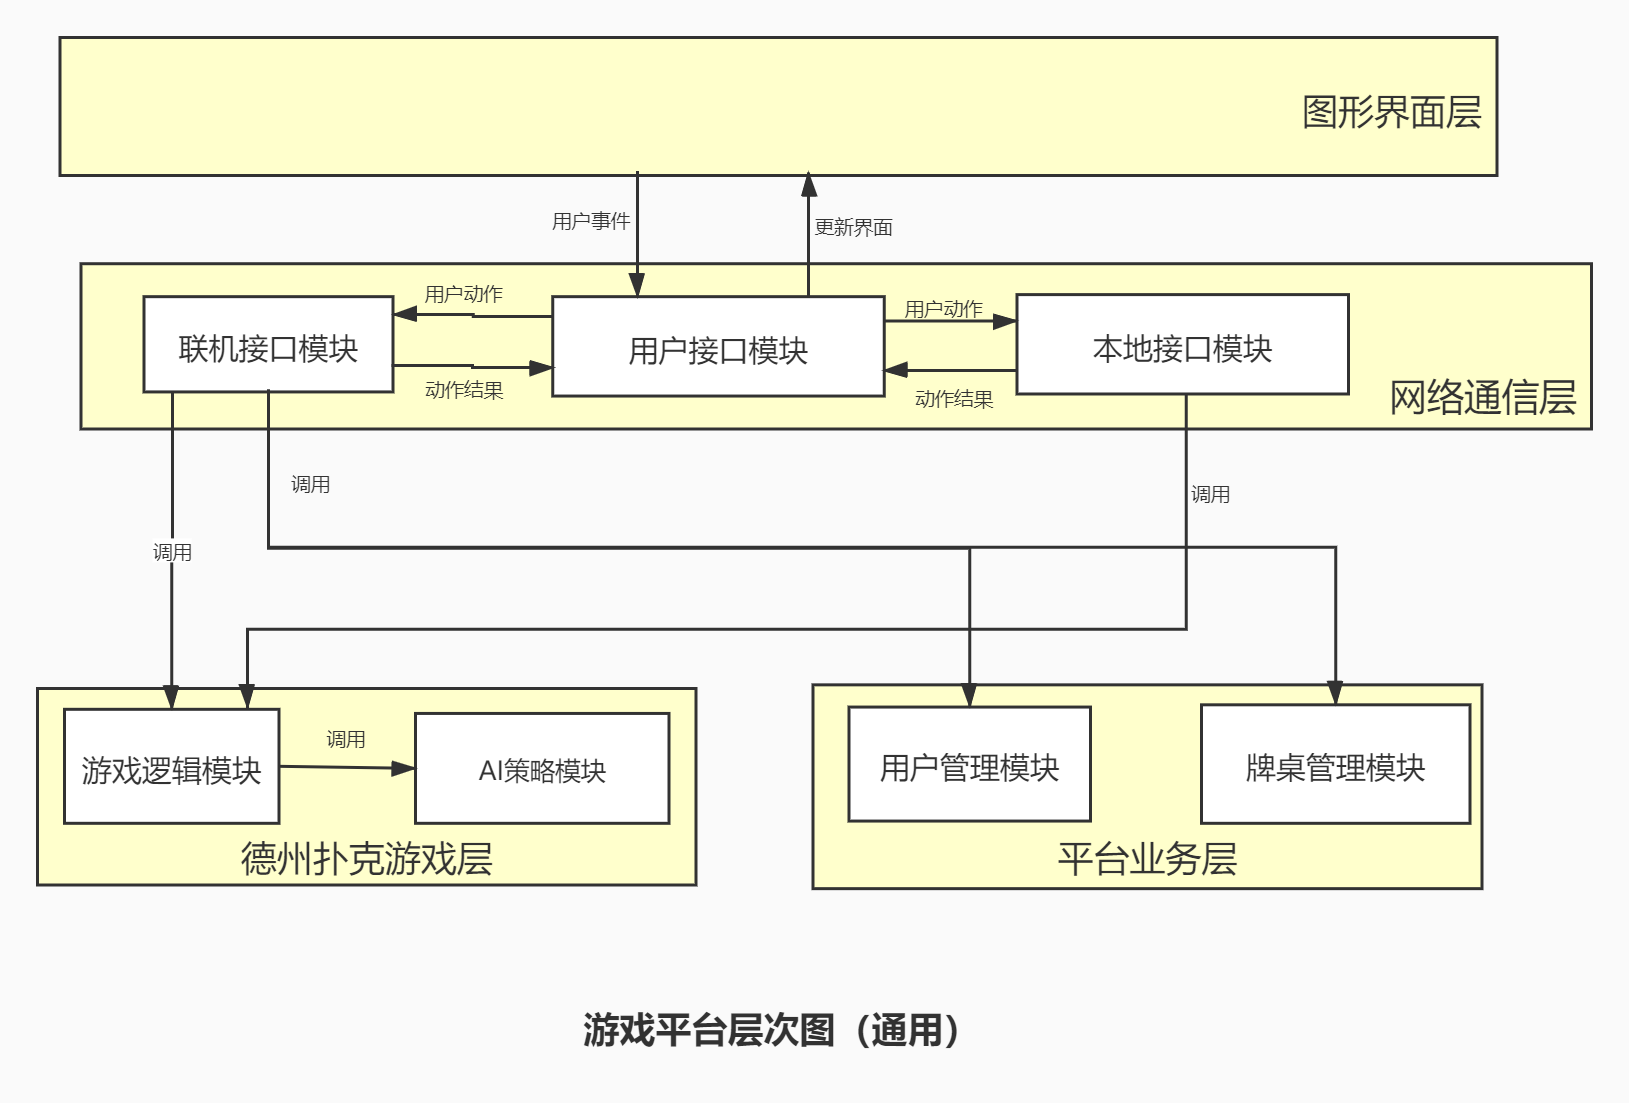 图形界面层
用户事件
更新界面
用户动作
用户动作
联机接口模块
用户接口模块
本地接口模块
动作结果
动作结果
网络通信层
调用
调用
调用
调用
游戏逻辑模块
AI策略模块
用户管理模块
牌桌管理模块
德州扑克游戏层
平台业务层
游戏平台层次图（通用）